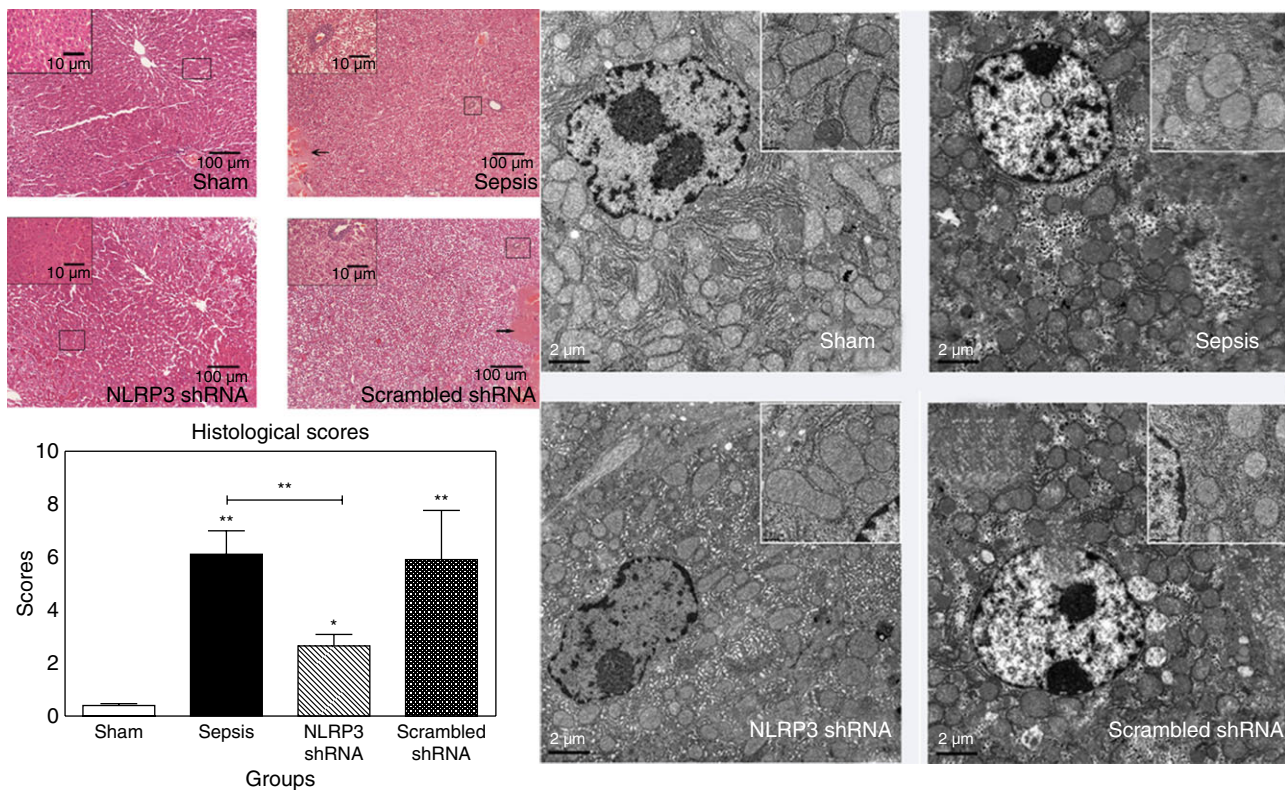 10 µm
100 µm
Sham
10 µm
100 µm
Sepsis
10 µm
100 µm
NLRP3 shRNA
10 µm
100 um
Scrambled shRNA
Histological scores
10
8
6
4
2
0
Scores
**
**
*
**
Sham
Sepsis
NLRP3
shRNA
Scrambled
shRNA
Groups
2 µm
Sham
2 µm
Sepsis
2 µm
NLRP3 shRNA
2 µm
Scrambled shRNA